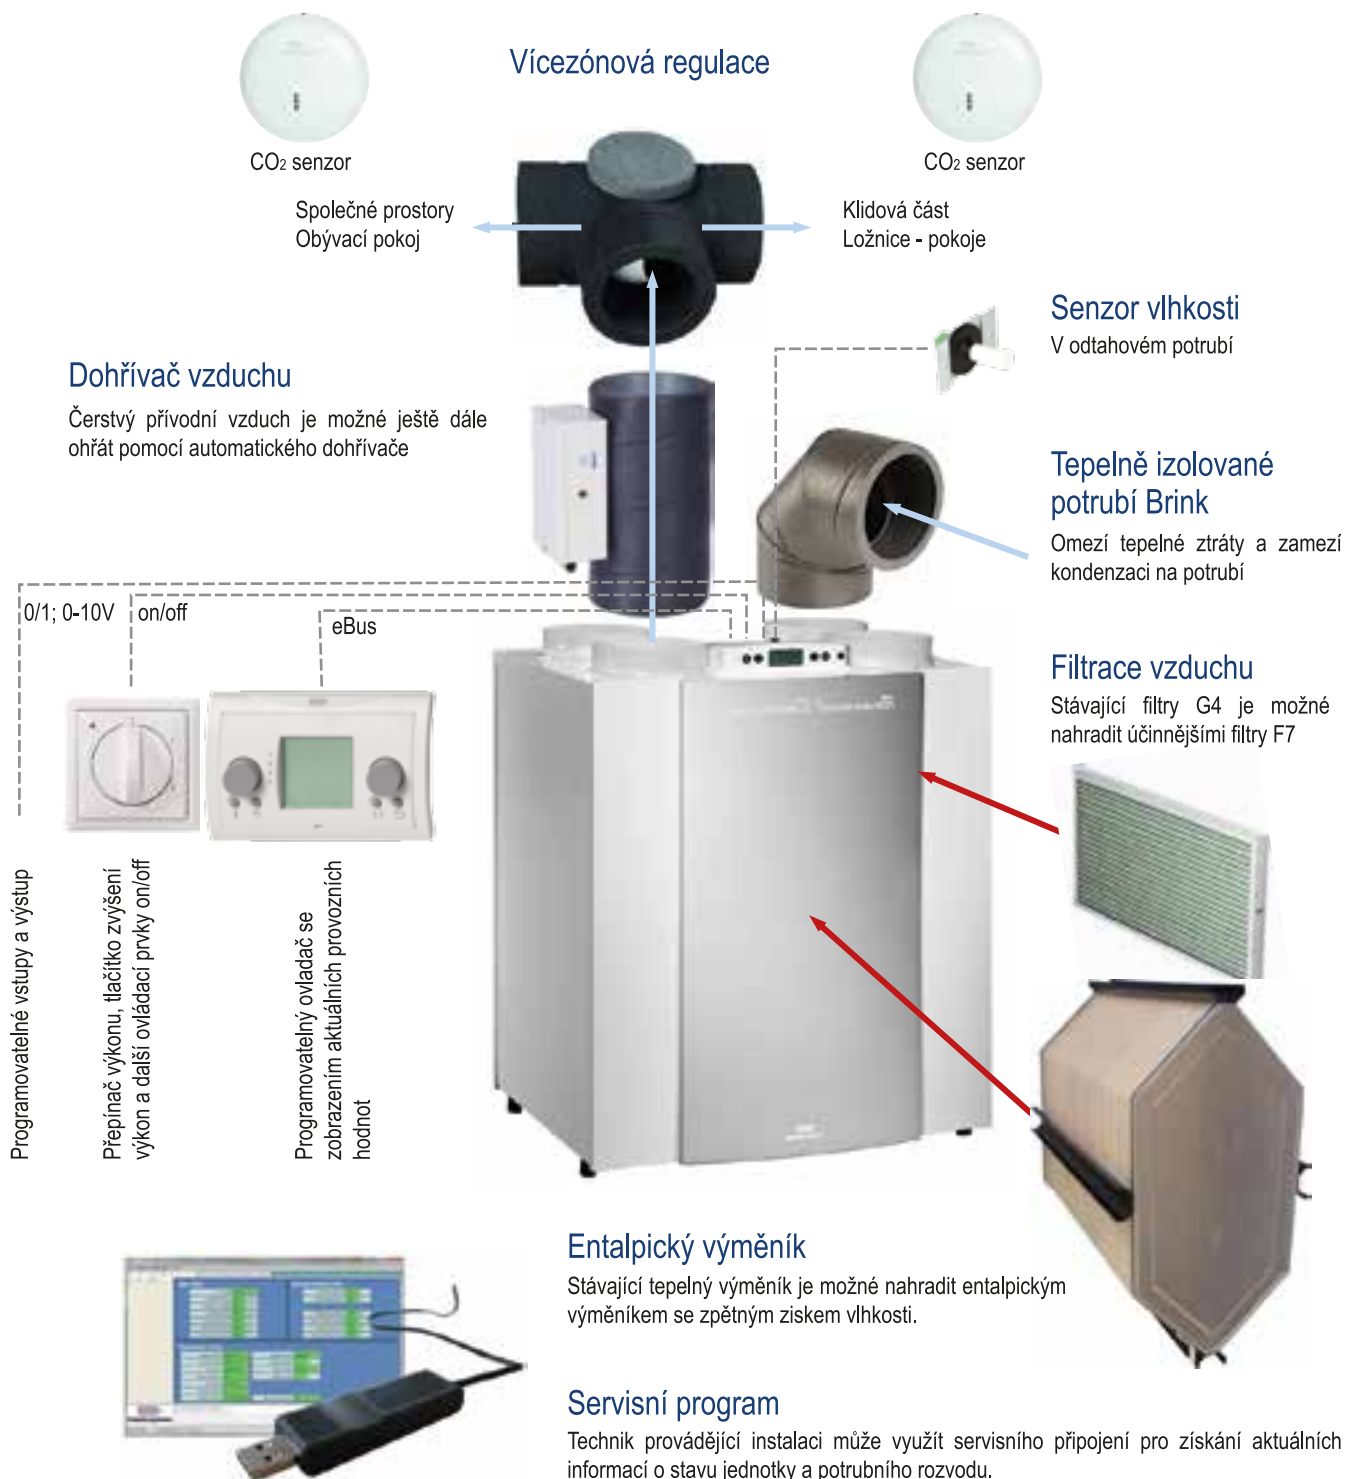 Vícezónová regulace
CO2 senzor
CO2 senzor
Společné prostory
Obývací pokoj
Klidová část
Ložnice - pokoje
Senzor vlhkosti
V odtahovém potrubí
Dohřívač vzduchu
Čerstvý přívodní vzduch je možné ještě dále
ohřát pomocí automatického dohřívače
Tepelně izolované
potrubí Brink
Omezí tepelné ztráty a zamezí
kondenzaci na potrubí
0/1; 0-10V
on/off
eBus
Filtrace vzduchu
Stávající filtry G4 je možné
nahradit účinnějšími filtry F7
Programovatelné vstupy a výstup
Přepínač výkonu, tlačítko zvýšení
výkon a další ovládací prvky on/off
Programovatelný ovladač se
zobrazením aktuálních provozních
hodnot
Entalpický výměník
Stávající tepelný výměník je možné nahradit entalpickým
výměníkem se zpětným ziskem vlhkosti.
Servisní program
Technik provádějící instalaci může využít servisního připojení pro získání aktuálních
informací o stavu jednotky a potrubního rozvodu.